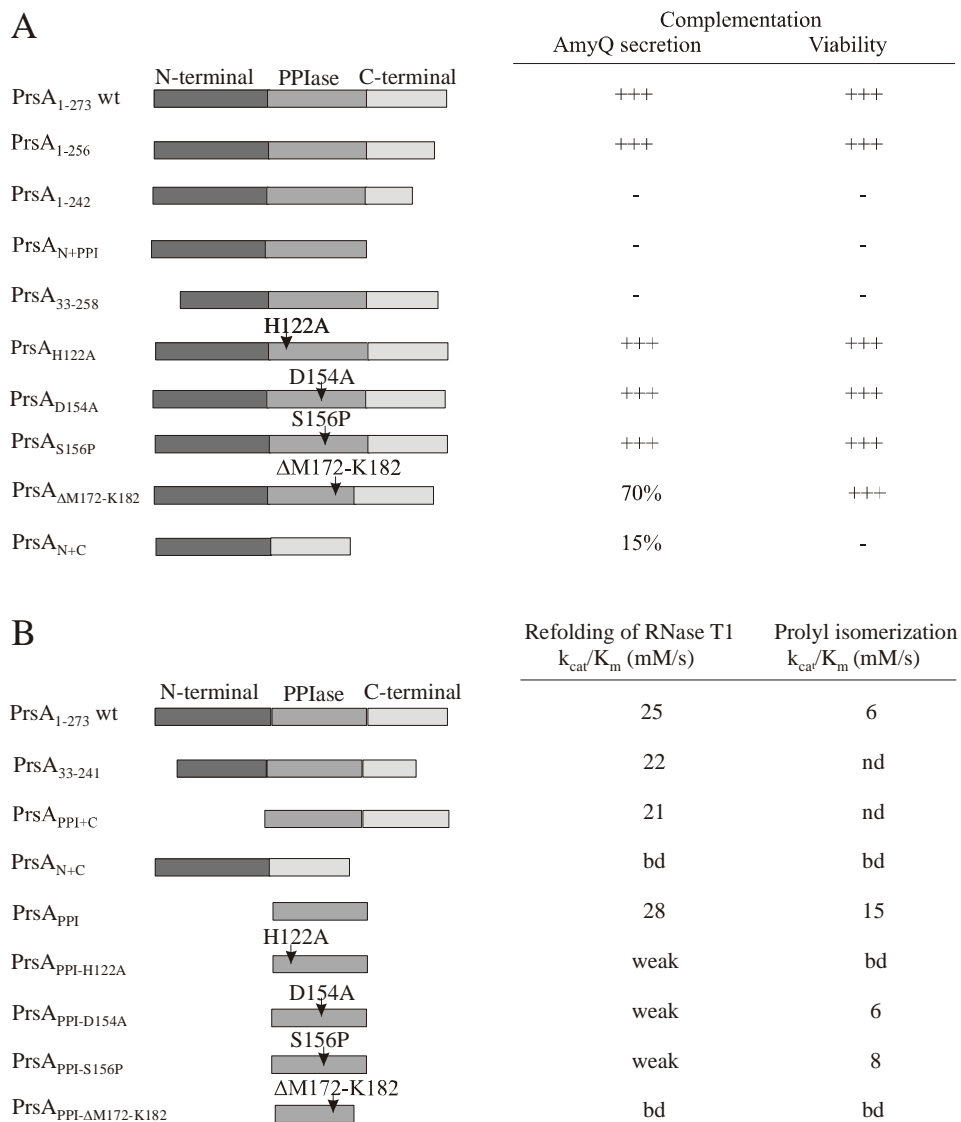 A
Complementation
AmyQ secretion Viability
N-terminal PPIase C-terminal
PrsA1-273 wt +++ +++
PrsA1-256 +++ +++
PrsA1-242 - -
PrsAN+PPI - -
PrsA33-258 - -
H122A
PrsAH122A +++ +++
D154A
PrsAD154A +++ +++
S156P
PrsAS156P +++ +++
ΔM172-K182
PrsAΔM172-K182 70% +++
PrsAN+C 15% -
B
Refolding of RNase T1 Prolyl isomerization
kcat/Km (mM/s) kcat/Km (mM/s)
N-terminal PPIase C-terminal
PrsA1-273 wt 25 6
PrsA33-241 22 nd
PrsAPPI+C 21 nd
PrsAN+C bd bd
PrsAPPI 28 15
H122A
PrsAPPI-H122A weak bd
D154A
PrsAPPI-D154A weak 6
S156P
PrsAPPI-S156P weak 8
ΔM172-K182
PrsAPPI-ΔM172-K182 bd bd